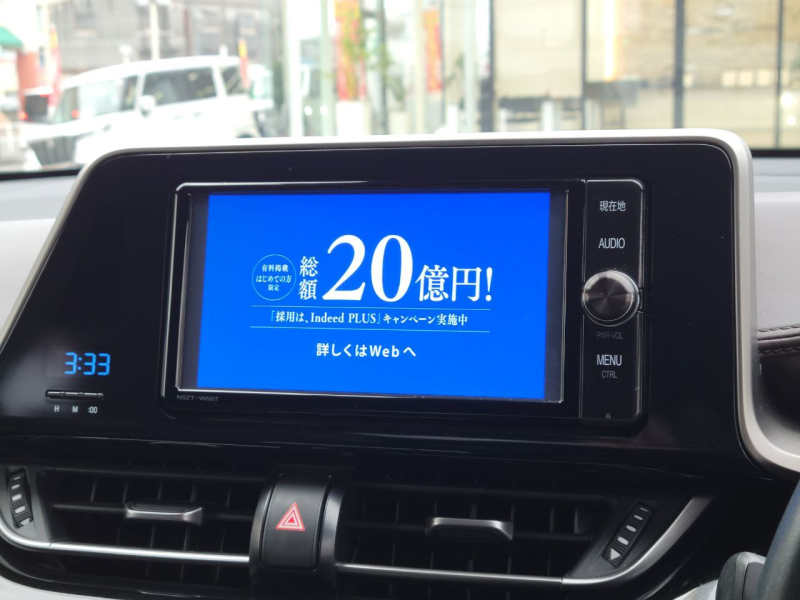 有料掲載
はじめての方
限定
総額
20億円!
「採用は、Indeed PLUS」キャンペーン実施中
詳しくはWebへ
現在地
AUDIO
PWR·VOL
MENU
CTRL
3:33
H M :00
NSZT-W66T